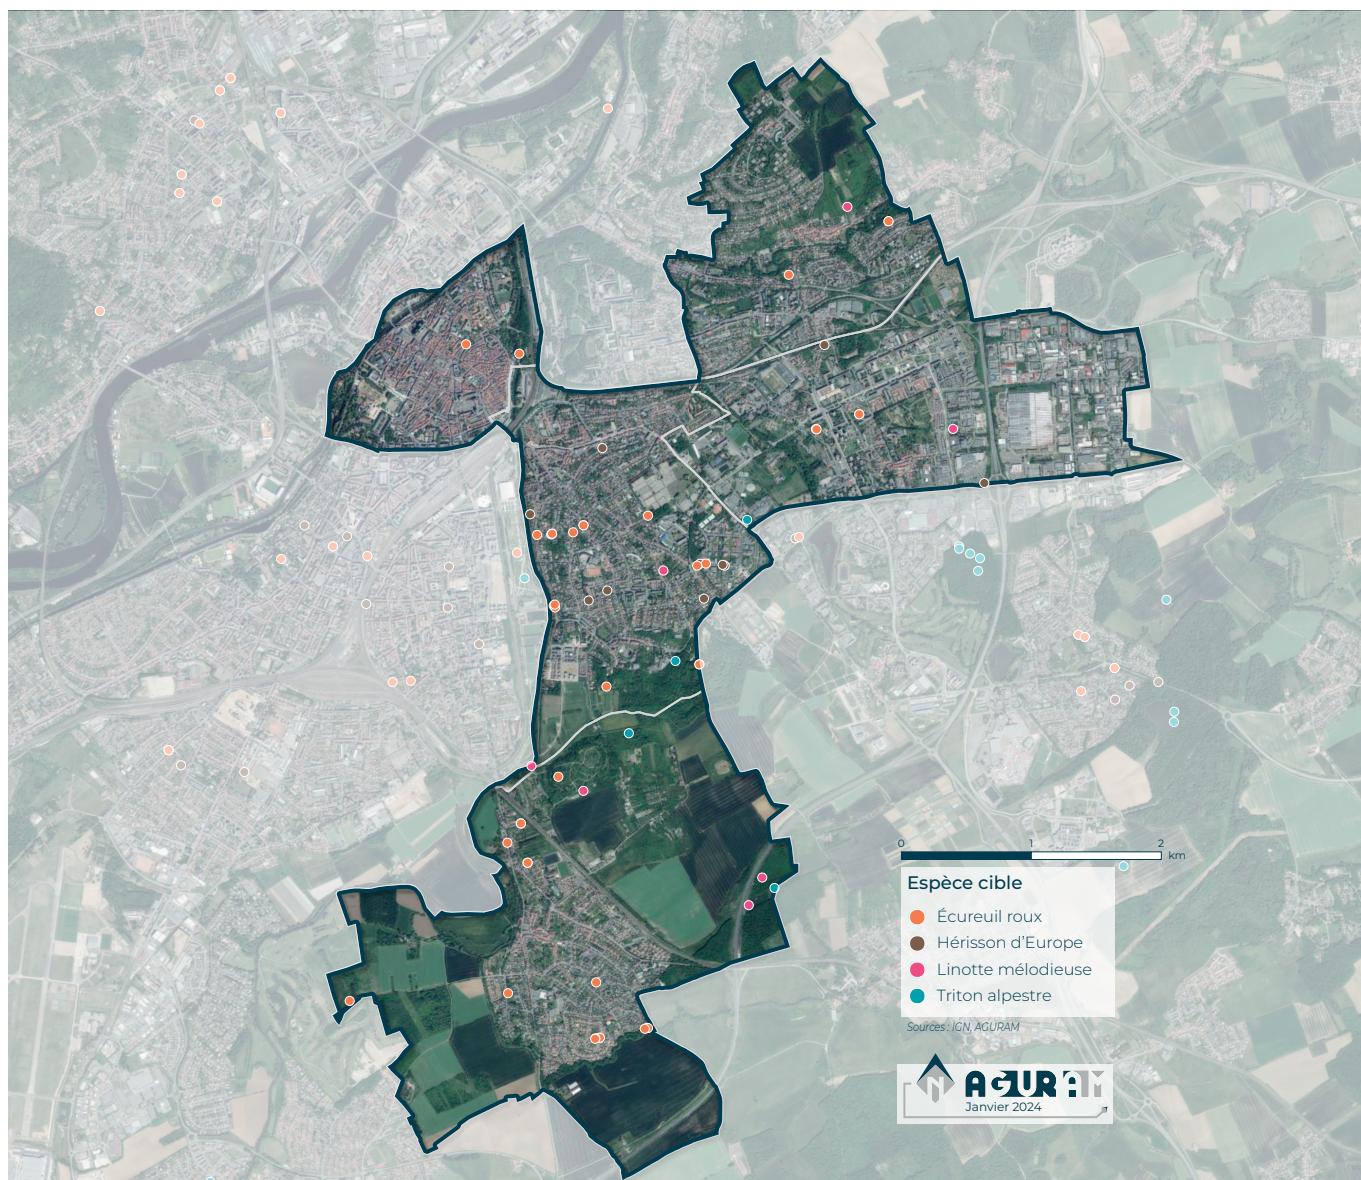 0 1 2
km
Espèce cible
Écureuil roux
Hérisson d’Europe
Linotte mélodieuse
Triton alpestre
Sources : IGN, AGURAM
N AGURAM
Janvier 2024